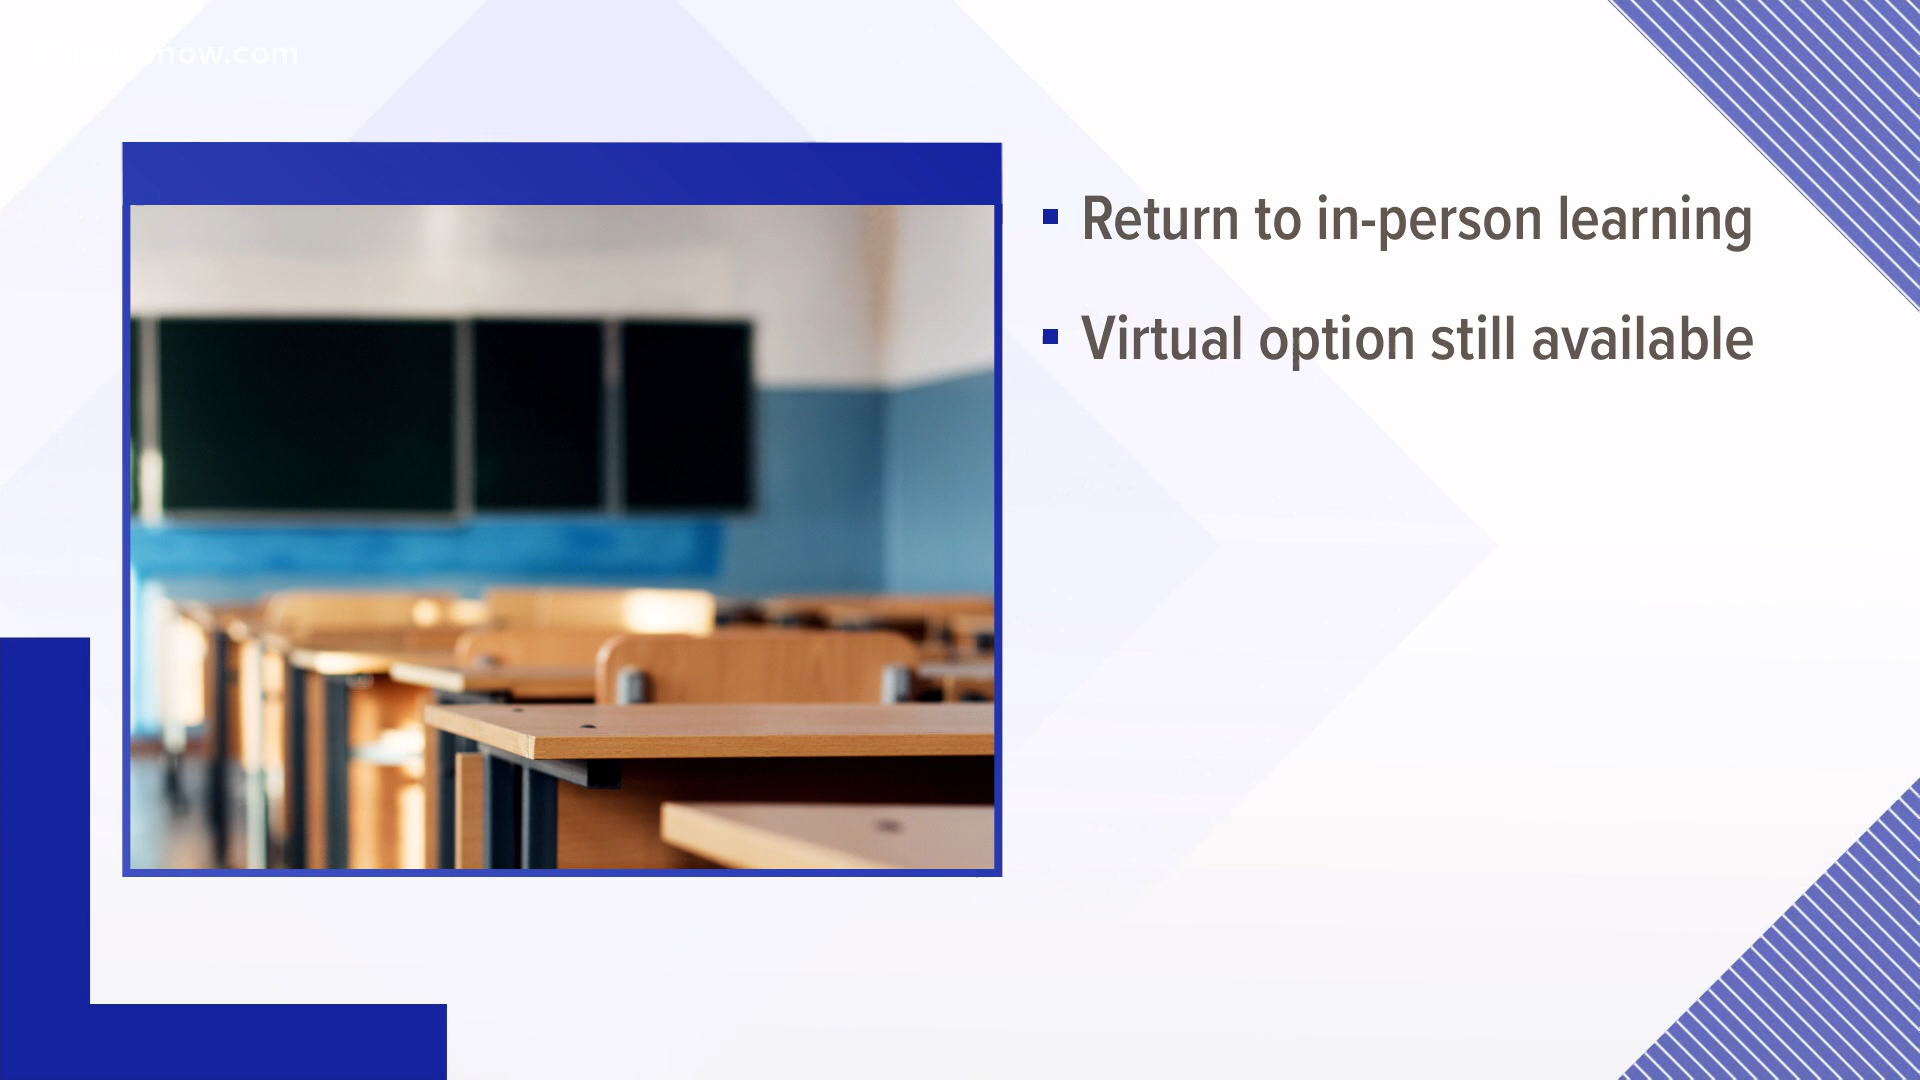 Return to in-person learning
Virtual option still available